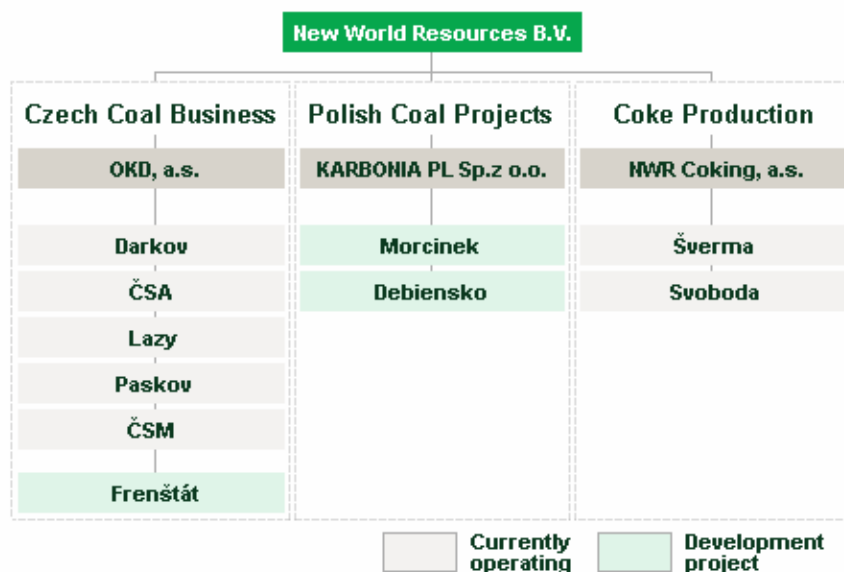 New World Resources B.V.
Czech Coal Business
OKD, a.s.
Darkov
ČSA
Lazy
Paskov
ČSM
Frenštát
Polish Coal Projects
KARBONIA PL Sp.z o.o.
Morcinek
Debiensko
Coke Production
NWR Coking, a.s.
Šverma
Svoboda
Currently
operating
Development
project